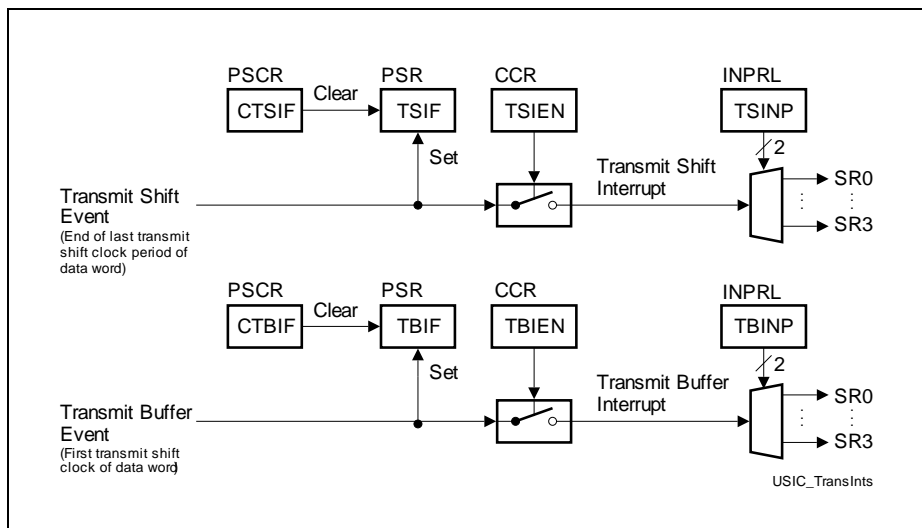 PSCR
PSR
CCR
INPRL
CTSIF
Clear
TSIF
TSIEN
TSINP
Set
2
Transmit Shift
Interrupt
SR0
SR3
Transmit Shift
Event
(End of last transmit
shift clock period of
data word)
PSCR
PSR
CCR
INPRL
CTBIF
Clear
TBIF
TBIEN
TBINP
Set
2
Transmit Buffer
Interrupt
SR0
SR3
Transmit Buffer
Event
(First transmit shift
clock of data word)
USIC_TransInts